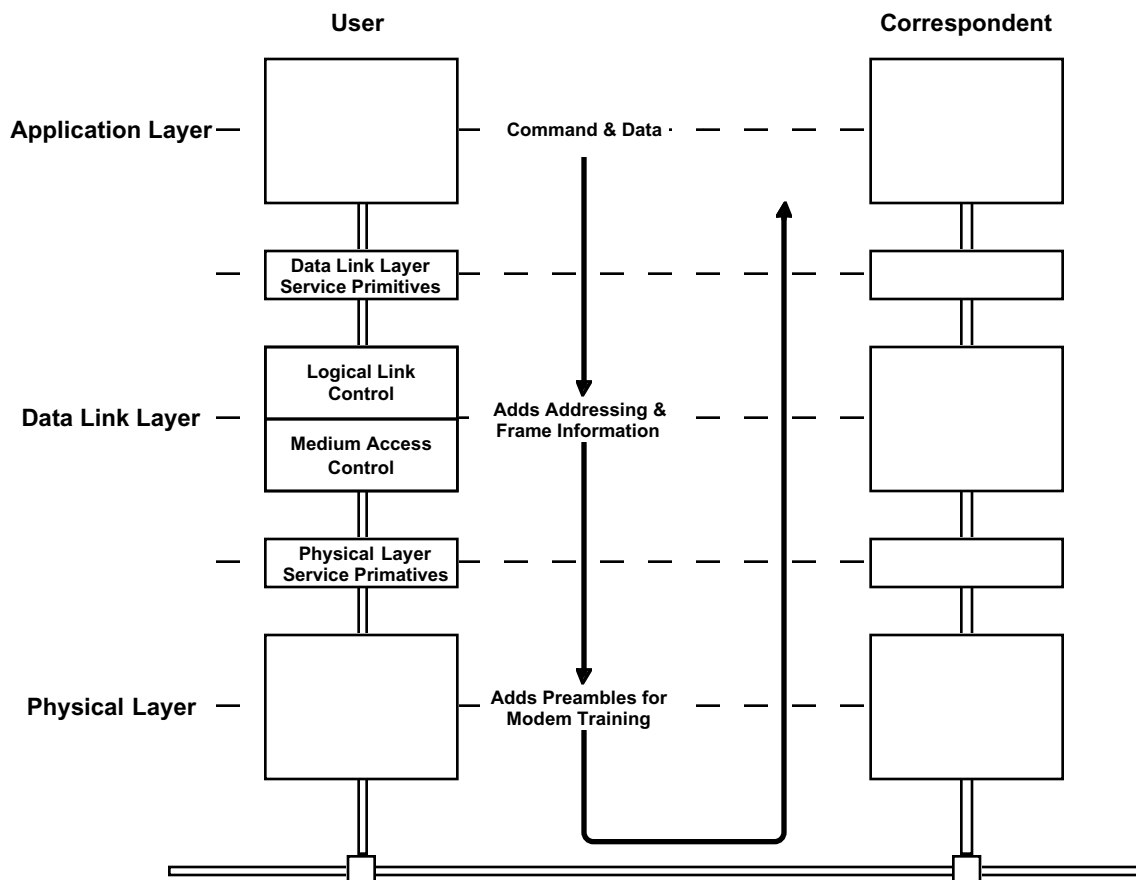 User
Correspondent
Application Layer
Command & Data
Data Link Layer
Service Primitives
Logical Link
Control
Data Link Layer
Adds Addressing &
Frame Information
Medium Access
Control
Physical Layer
Service Primatives
Physical Layer
Adds Preambles for
Modem Training